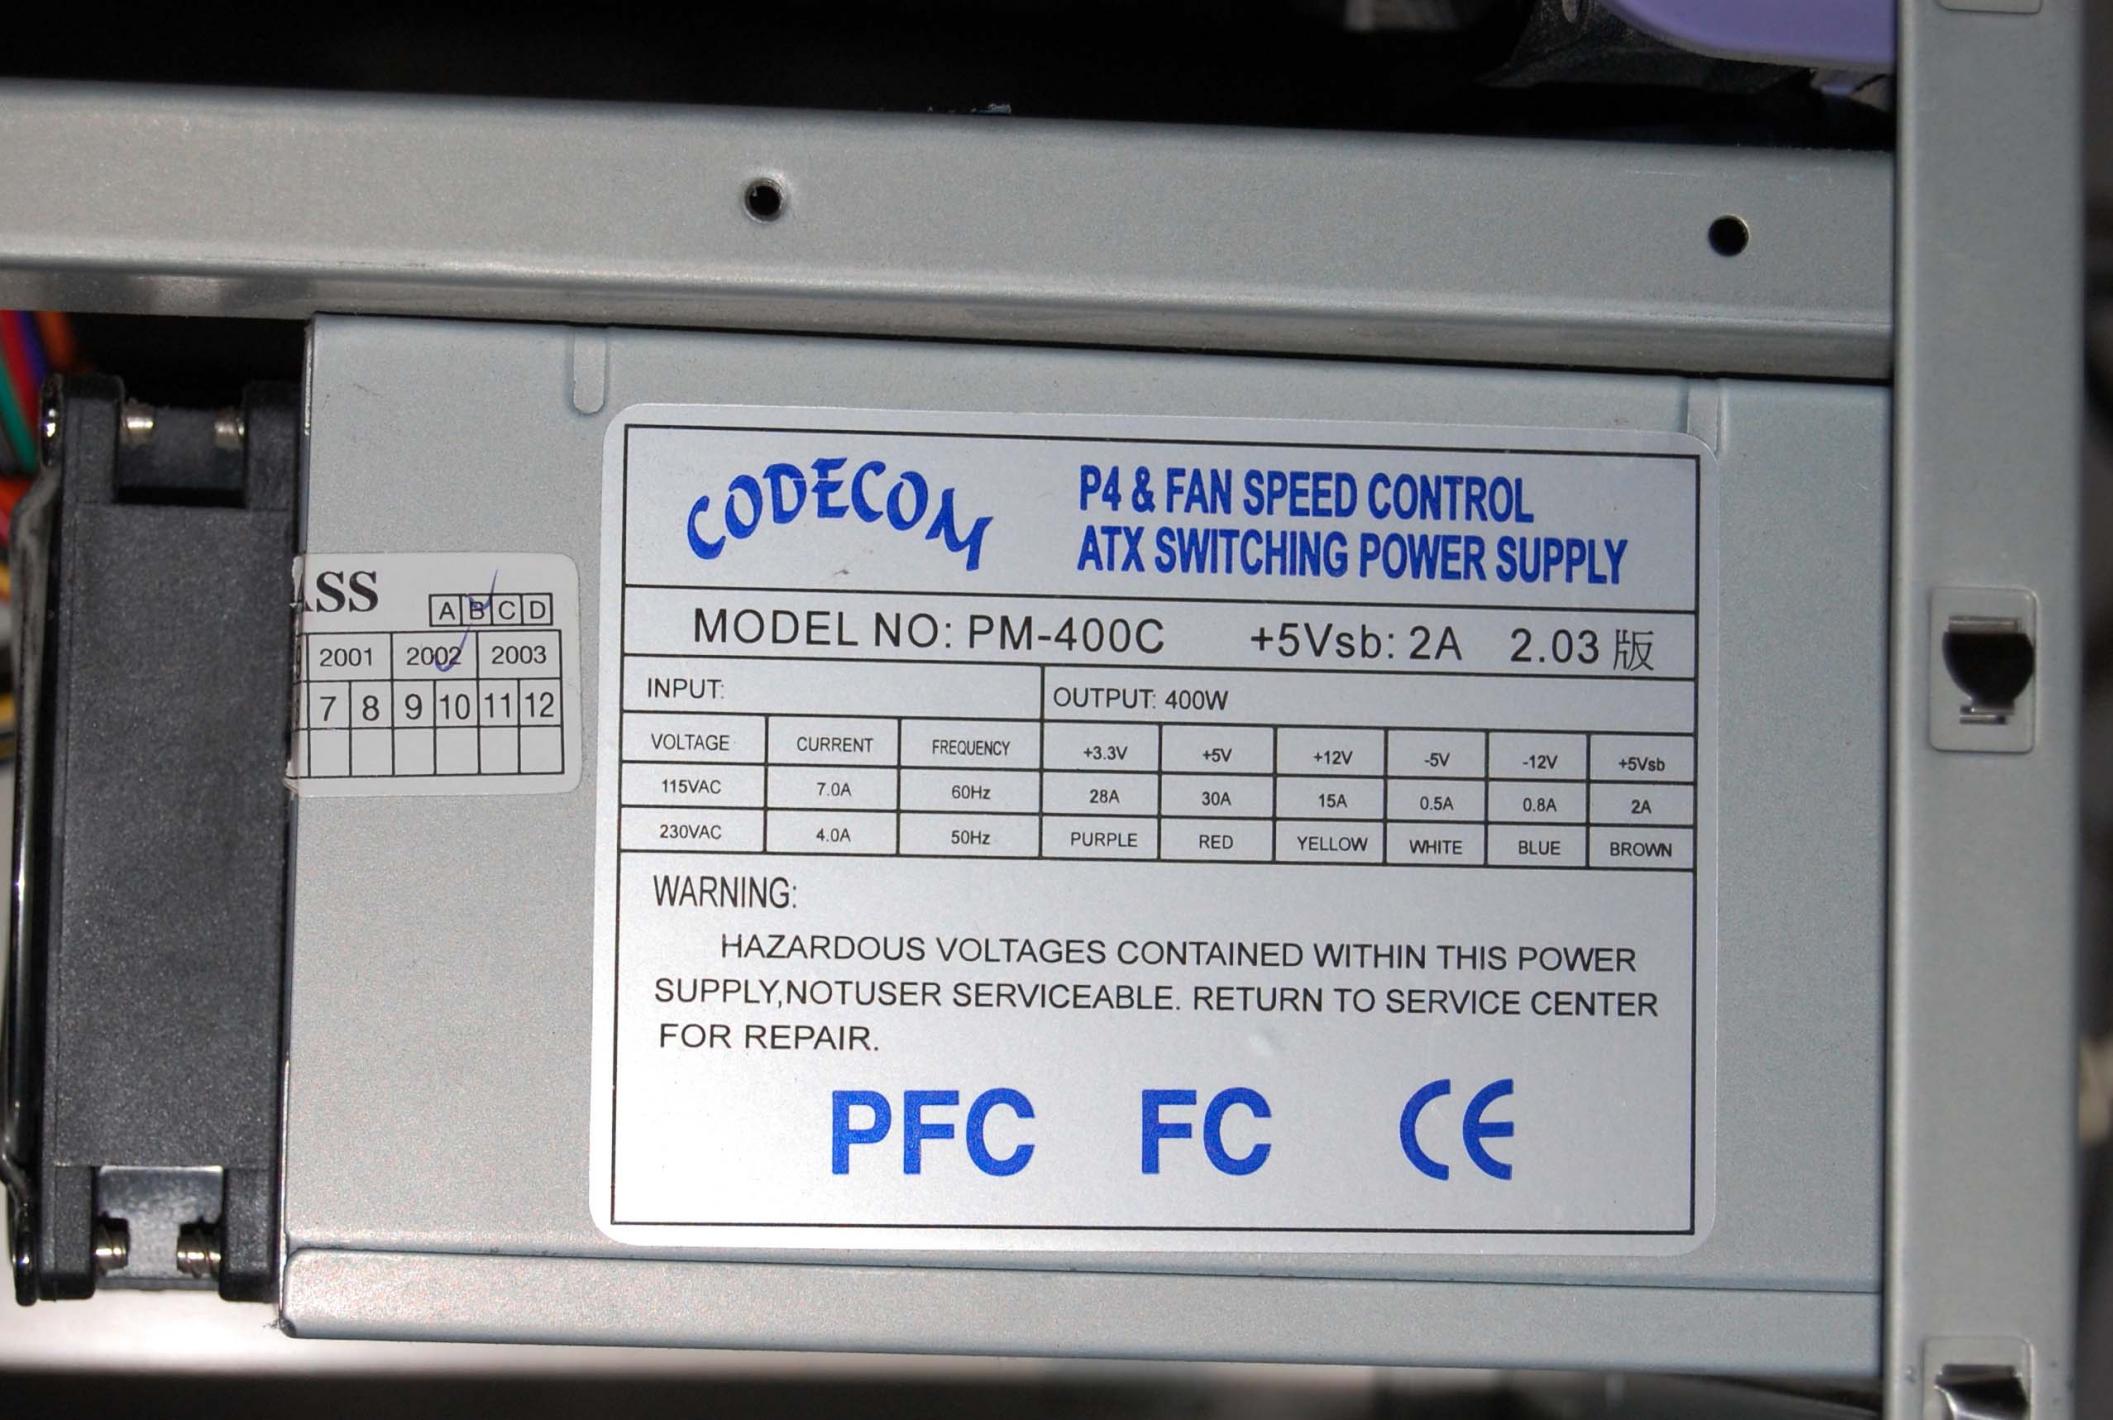 ASS
A B C D
2001 2002 2003
7 8 9 10 11 12
CODECOM
P4 & FAN SPEED CONTROL
ATX SWITCHING POWER SUPPLY
MODEL NO: PM-400C +5Vsb: 2A 2.03 版
INPUT: OUTPUT: 400W
VOLTAGE CURRENT FREQUENCY +3.3V +5V +12V -5V -12V +5Vsb
115VAC 7.0A 60Hz 28A 30A 15A 0.5A 0.8A 2A
230VAC 4.0A 50Hz PURPLE RED YELLOW WHITE BLUE BROWN
WARNING:
HAZARDOUS VOLTAGES CONTAINED WITHIN THIS POWER
SUPPLY,NOTUSER SERVICEABLE. RETURN TO SERVICE CENTER
FOR REPAIR.
PFC FC CE